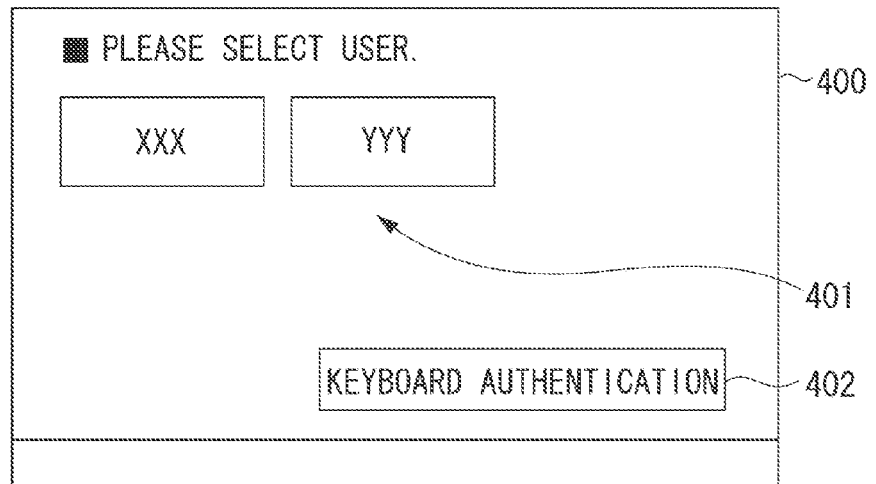 ■ PLEASE SELECT USER.
400
XXX YYY
401
KEYBOARD AUTHENTICATION 402